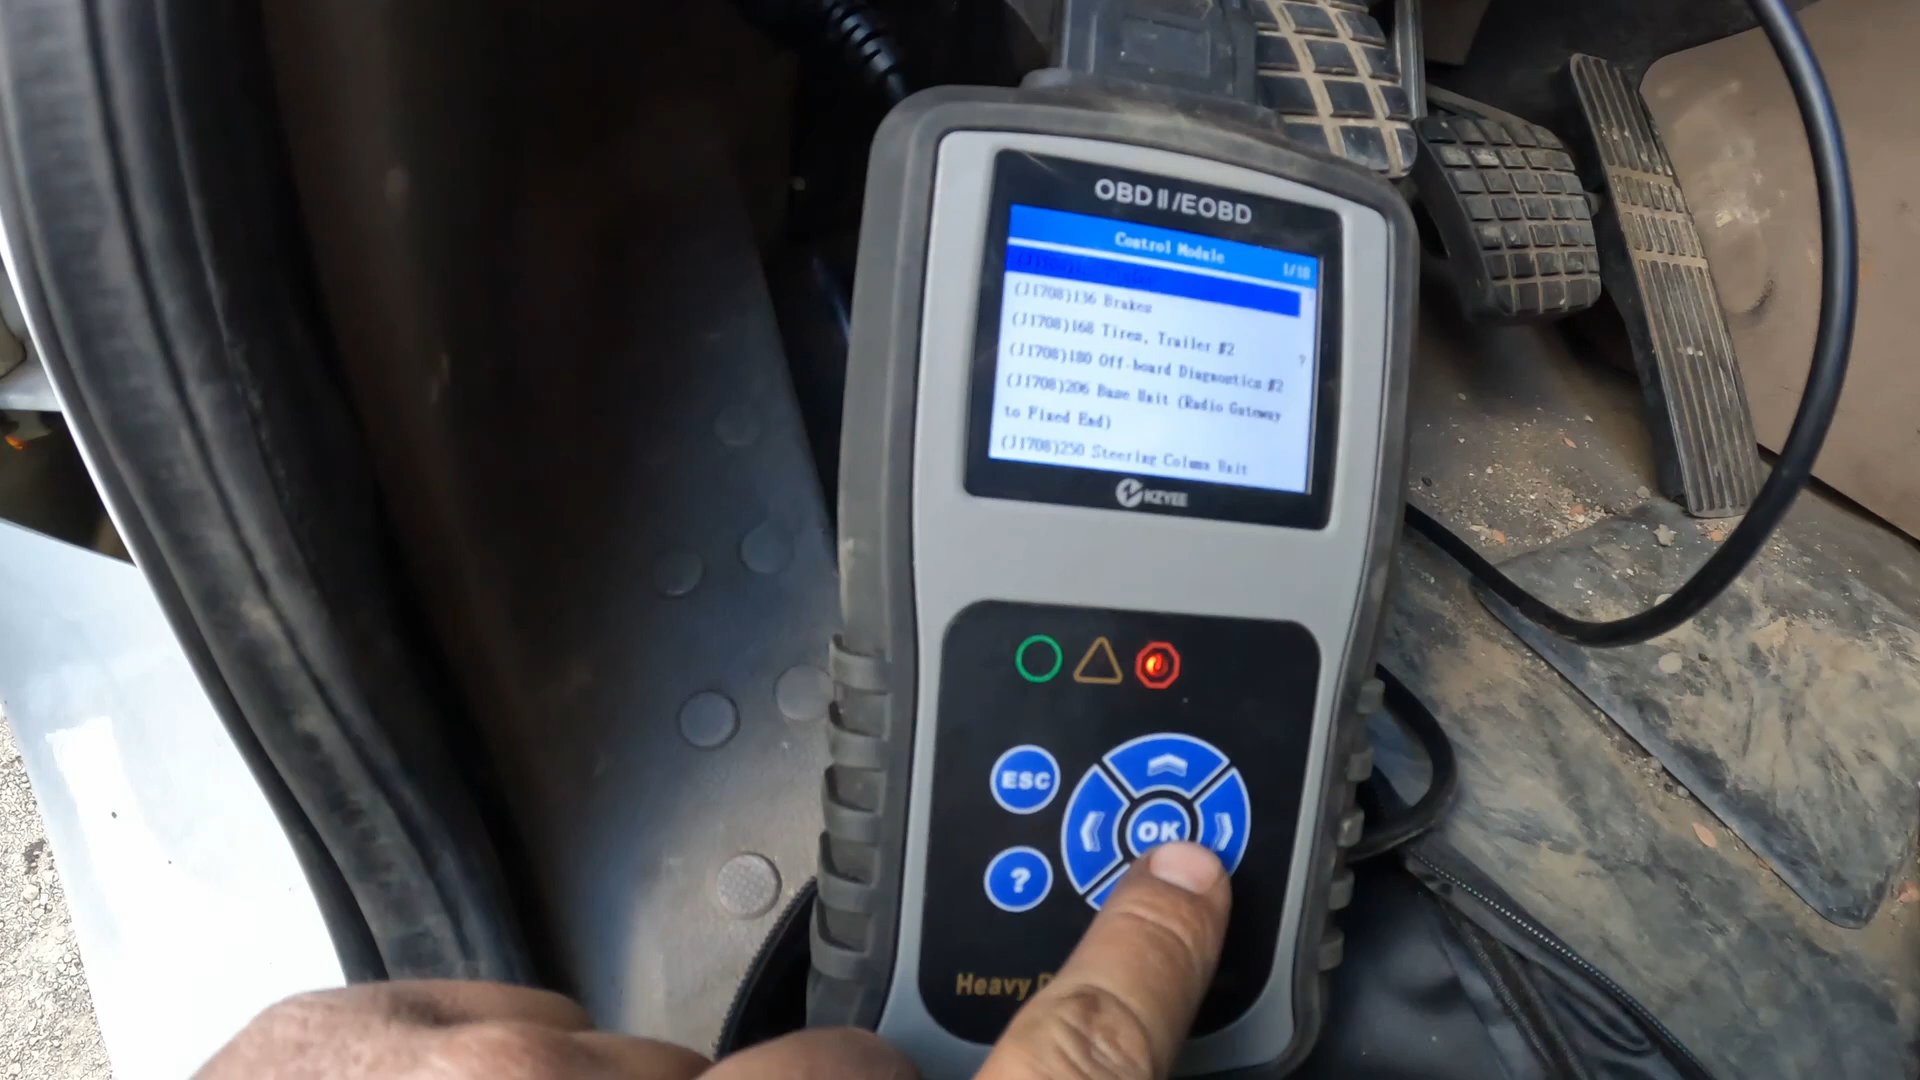 OBD II/EOBD
Control Module 1/18
(J1708)136 Brakes
(J1708)168 Tires, Trailer #2
?
(J1708)180 Off-board Diagnostics #2
(J1708)206 Base Unit (Radio Gateway
to Fixed End)
(J1708)250 Steering Column Unit
KZYEE
ESC
OK
?
Heavy